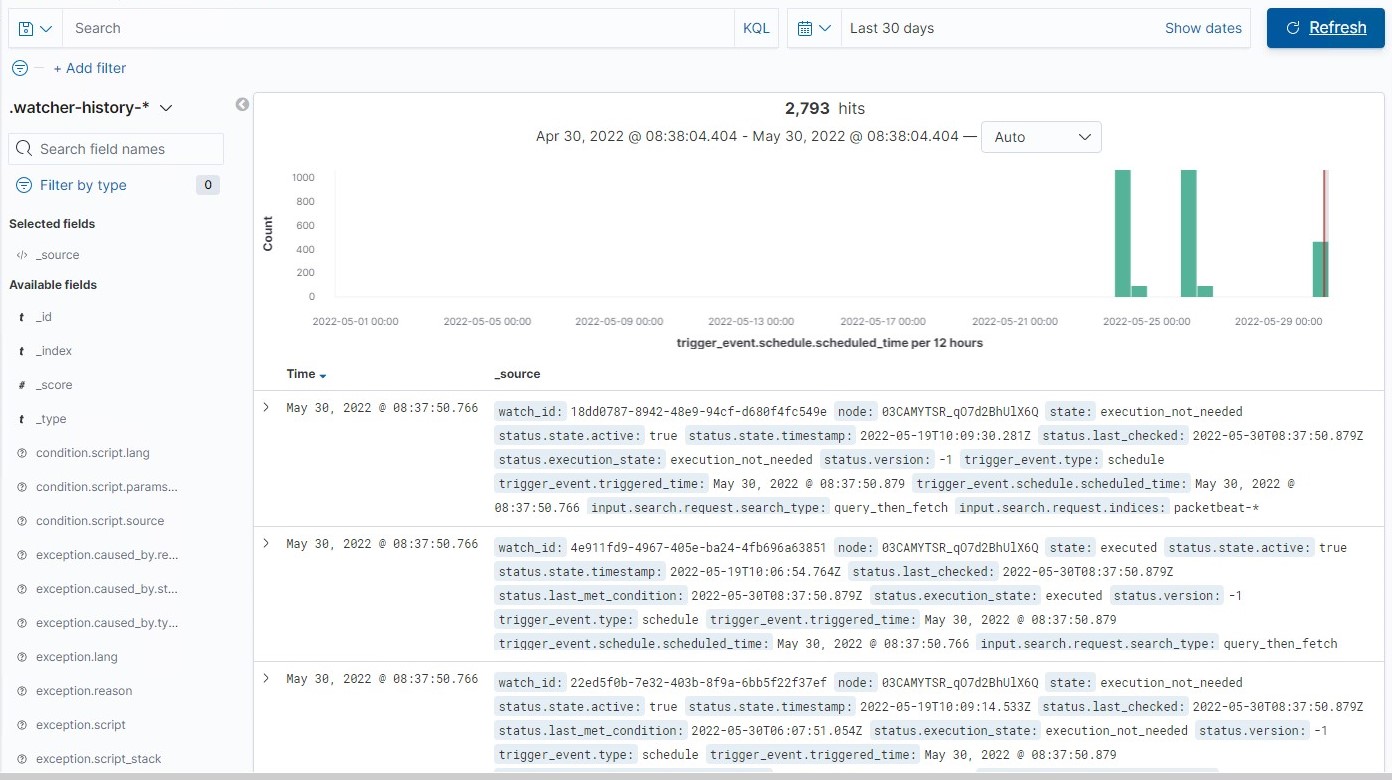 Search KQL Last 30 days Show dates Refresh
+ Add filter
.watcher-history-*
Search field names
Filter by type 0
Selected fields
_source
Available fields
t _id
t _index
# _score
t _type
condition.script.lang
condition.script.params...
condition.script.source
exception.caused_by.re...
exception.caused_by.st...
exception.caused_by.ty...
exception.lang
exception.reason
exception.script
exception.script_stack
2,793 hits
Apr 30, 2022 @ 08:38:04.404 - May 30, 2022 @ 08:38:04.404 — Auto
Count
1000
800
600
400
200
0
2022-05-01 00:00 2022-05-05 00:00 2022-05-09 00:00 2022-05-13 00:00 2022-05-17 00:00 2022-05-21 00:00 2022-05-25 00:00 2022-05-29 00:00
trigger_event.schedule.scheduled_time per 12 hours
Time _source
May 30, 2022 @ 08:37:50.766 watch_id: 18dd0787-8942-48e9-94cf-d680f4fc549e node: 03CAMYTSR_qO7d2BhUlX6Q state: execution_not_needed
status.state.active: true status.state.timestamp: 2022-05-19T10:09:30.281Z status.last_checked: 2022-05-30T08:37:50.879Z
status.execution_state: execution_not_needed status.version: -1 trigger_event.type: schedule
trigger_event.triggered_time: May 30, 2022 @ 08:37:50.879 trigger_event.schedule.scheduled_time: May 30, 2022 @
08:37:50.766 input.search.request.search_type: query_then_fetch input.search.request.indices: packetbeat-*
May 30, 2022 @ 08:37:50.766 watch_id: 4e911fd9-4967-405e-ba24-4fb696a63851 node: 03CAMYTSR_qO7d2BhUlX6Q state: executed status.state.active: true
status.state.timestamp: 2022-05-19T10:06:54.764Z status.last_checked: 2022-05-30T08:37:50.879Z
status.last_met_condition: 2022-05-30T08:37:50.879Z status.execution_state: executed status.version: -1
trigger_event.type: schedule trigger_event.triggered_time: May 30, 2022 @ 08:37:50.879
trigger_event.schedule.scheduled_time: May 30, 2022 @ 08:37:50.766 input.search.request.search_type: query_then_fetch
May 30, 2022 @ 08:37:50.766 watch_id: 22ed5f0b-7e32-403b-8f9a-6bb5f22f37ef node: 03CAMYTSR_qO7d2BhUlX6Q state: execution_not_needed
status.state.active: true status.state.timestamp: 2022-05-19T10:09:14.533Z status.last_checked: 2022-05-30T08:37:50.879Z
status.last_met_condition: 2022-05-30T06:07:51.054Z status.execution_state: execution_not_needed status.version: -1
trigger_event.type: schedule trigger_event.triggered_time: May 30, 2022 @ 08:37:50.879